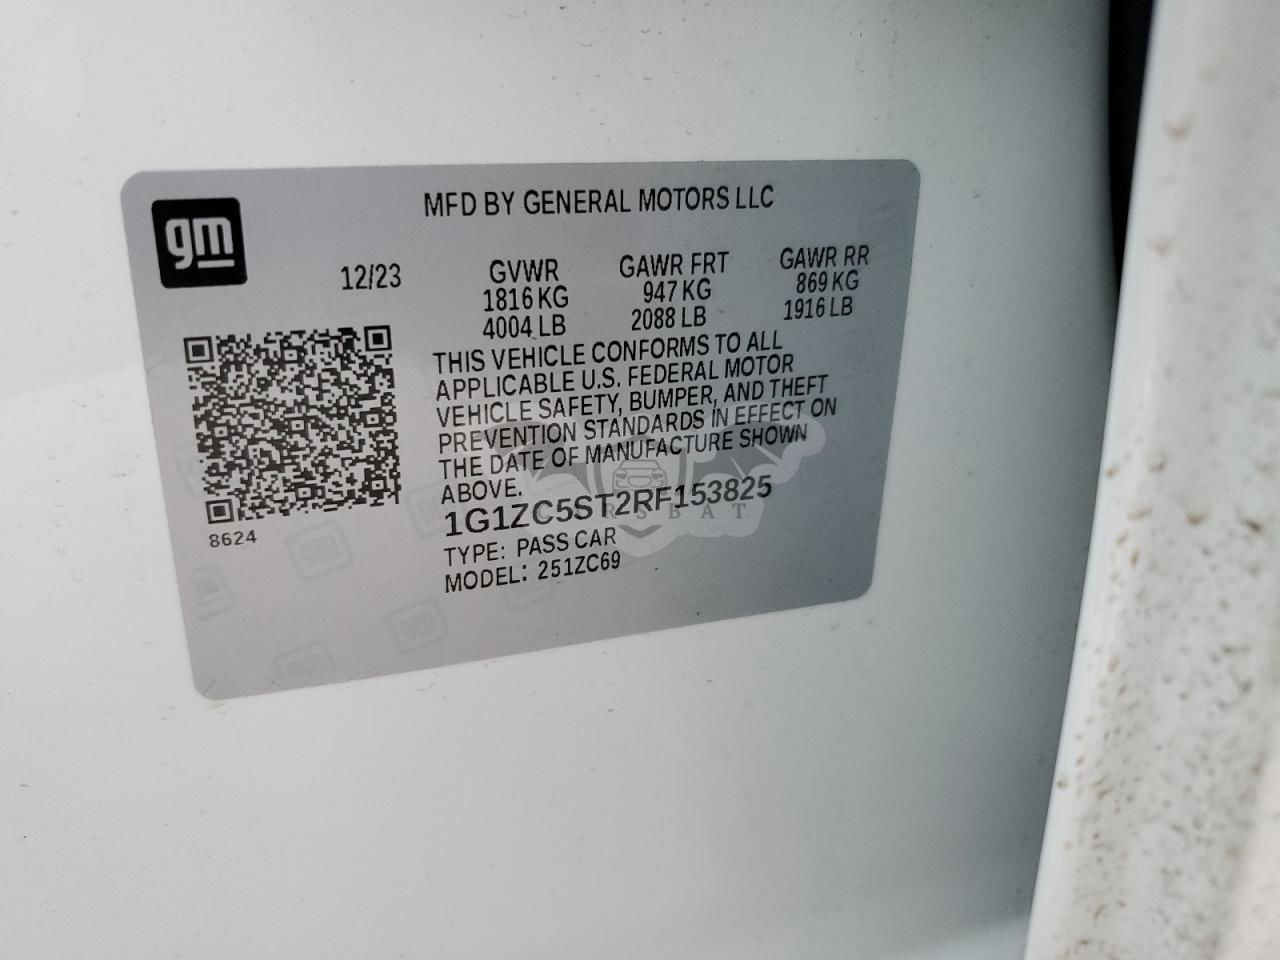 gm
MFD BY GENERAL MOTORS LLC
12/23
GVWR
1816 KG
4004 LB
GAWR FRT
947 KG
2088 LB
GAWR RR
869 KG
1916 LB
THIS VEHICLE CONFORMS TO ALL
APPLICABLE U.S. FEDERAL MOTOR
VEHICLE SAFETY, BUMPER, AND THEFT
PREVENTION STANDARDS IN EFFECT ON
THE DATE OF MANUFACTURE SHOWN
ABOVE.
1G1ZC5ST2RF153825
TYPE: PASS CAR
MODEL: 251ZC69
8624
CARSBAT